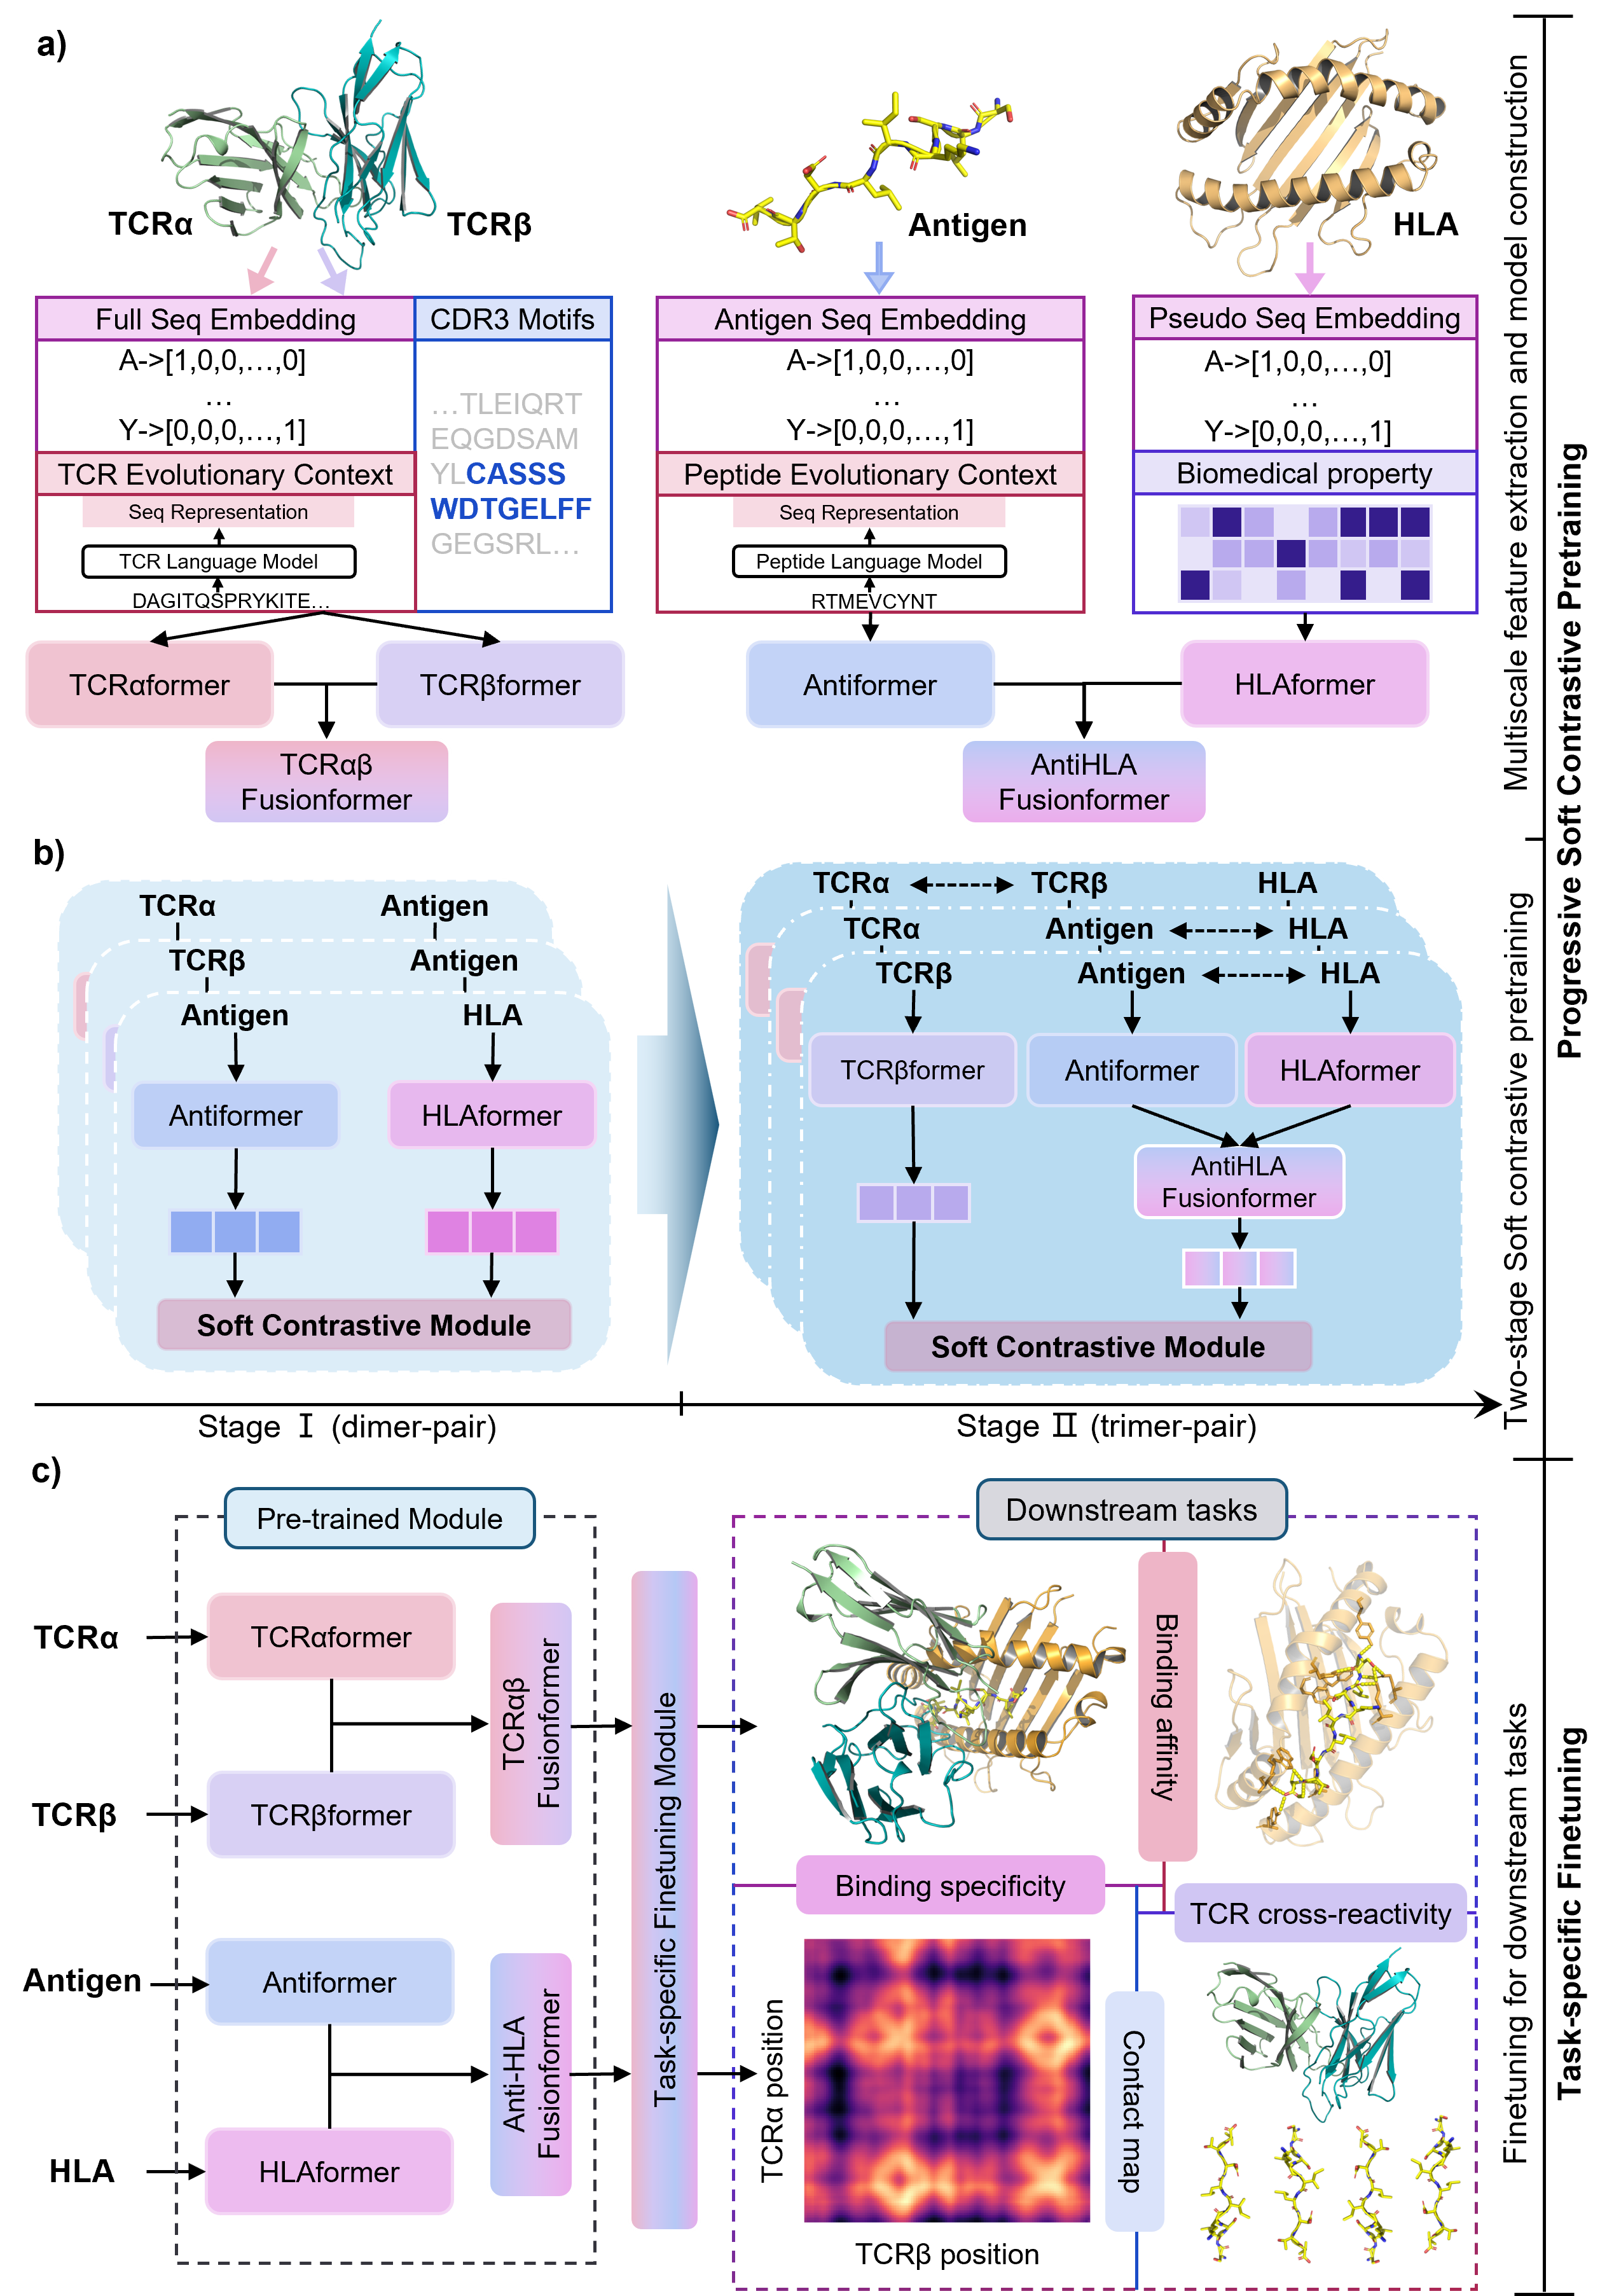 a)
TCRα
TCRβ
Antigen
HLA
Full Seq Embedding
CDR3 Motifs
A->[1,0,0,…,0]
…
Y->[0,0,0,…,1]
TCR Evolutionary Context
Seq Representation
TCR Language Model
DAGITQSPRYKITE…
…TLEIQRT
EQGDSAM
YLCASSS
WDTGELFF
GEGSRL…
Antigen Seq Embedding
A->[1,0,0,…,0]
…
Y->[0,0,0,…,1]
Peptide Evolutionary Context
Seq Representation
Peptide Language Model
RTMEVCYNT
Pseudo Seq Embedding
A->[1,0,0,…,0]
…
Y->[0,0,0,…,1]
Biomedical property
TCRαformer
TCRβformer
Antiformer
HLAformer
TCRαβ
Fusionformer
AntiHLA
Fusionformer
Multiscale feature extraction and model construction
Progressive Soft Contrastive Pretraining
b)
TCRα
Antigen
TCRβ
Antigen
Antigen
HLA
Antiformer
HLAformer
Soft Contrastive Module
TCRα
TCRβ
HLA
TCRα
Antigen
HLA
TCRβ
Antigen
HLA
TCRβformer
Antiformer
HLAformer
AntiHLA
Fusionformer
Soft Contrastive Module
Stage Ⅰ (dimer-pair)
Stage Ⅱ (trimer-pair)
Two-stage Soft contrastive pretraining
c)
Pre-trained Module
TCRα
TCRαformer
TCRβ
TCRβformer
TCRαβ
Fusionformer
Antigen
Antiformer
HLA
HLAformer
Anti-HLA
Fusionformer
Task-specific Finetuning Module
Downstream tasks
Binding affinity
Binding specificity
TCR cross-reactivity
Contact map
TCRα position
TCRβ position
Finetuning for downstream tasks
Task-specific Finetuning